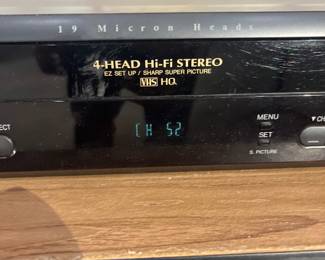 19 Micron Heads
4-HEAD Hi-Fi STEREO
EZ SET UP / SHARP SUPER PICTURE
VHS HQ
CH 52
MENU
SET
S. PICTURE
▼CH